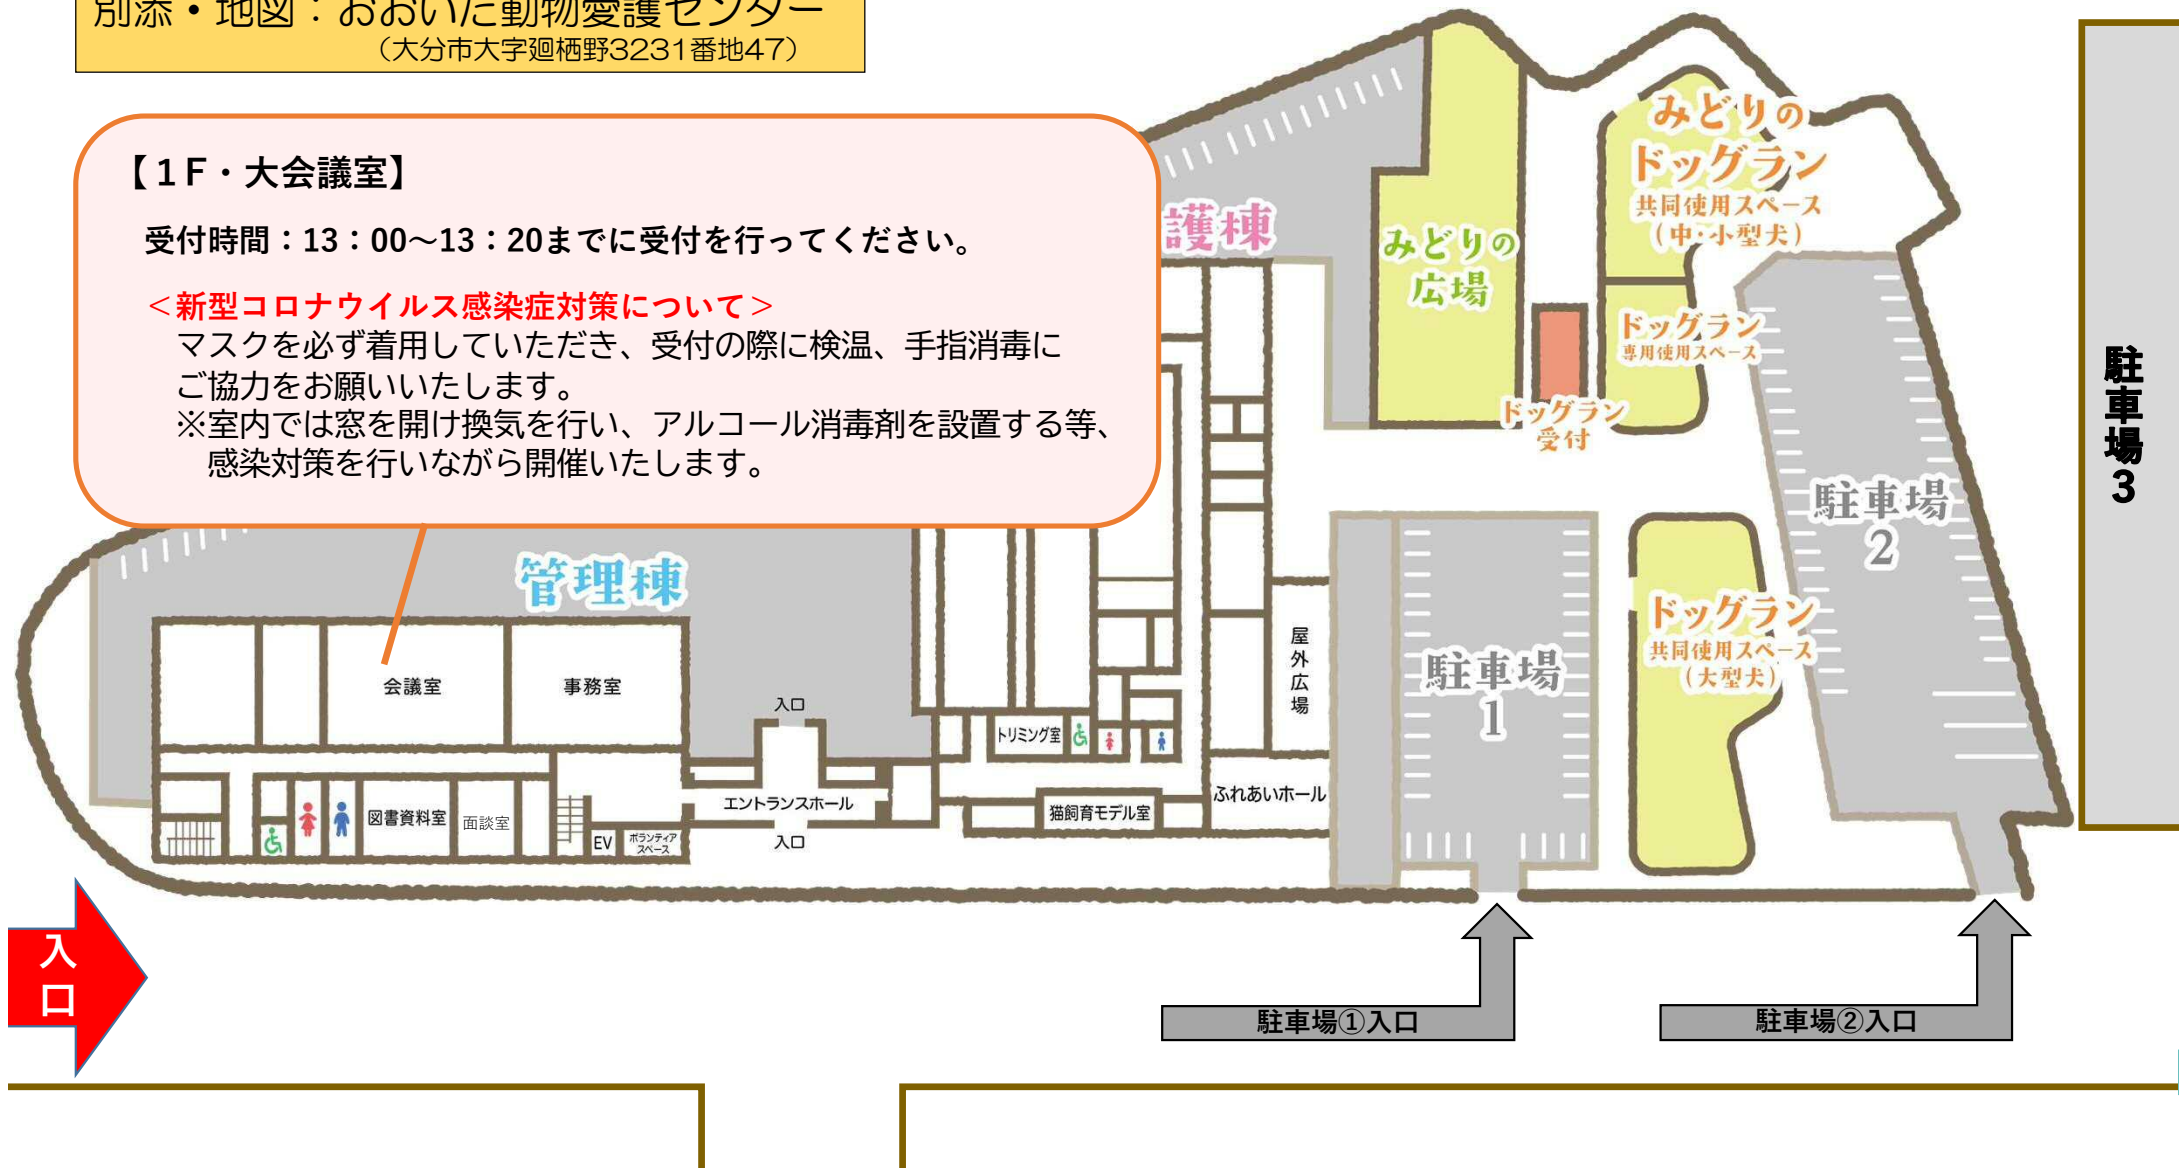 別添・地図：おおいた動物愛護センター
（大分市大字廻栖野3231番地47）
【１F・大会議室】
受付時間：13：00～13：20までに受付を行ってください。
＜新型コロナウイルス感染症対策について＞
マスクを必ず着用していただき、受付の際に検温、手指消毒に
ご協力をお願いいたします。
※室内では窓を開け換気を行い、アルコール消毒剤を設置する等、
感染対策を行いながら開催いたします。
護棟
みどりの
広場
みどりの
ドッグラン
共同使用スペース
（中・小型犬）
ドッグラン
専用使用スペース
ドッグラン
受付
駐車場3
駐車場
2
管理棟
会議室
事務室
入口
トリミング室
屋外広場
駐車場
1
ドッグラン
共同使用スペース
（大型犬）
図書資料室
面談室
EV
ボランティア
スペース
エントランスホール
入口
猫飼育モデル室
ふれあいホール
入口
駐車場①入口
駐車場②入口